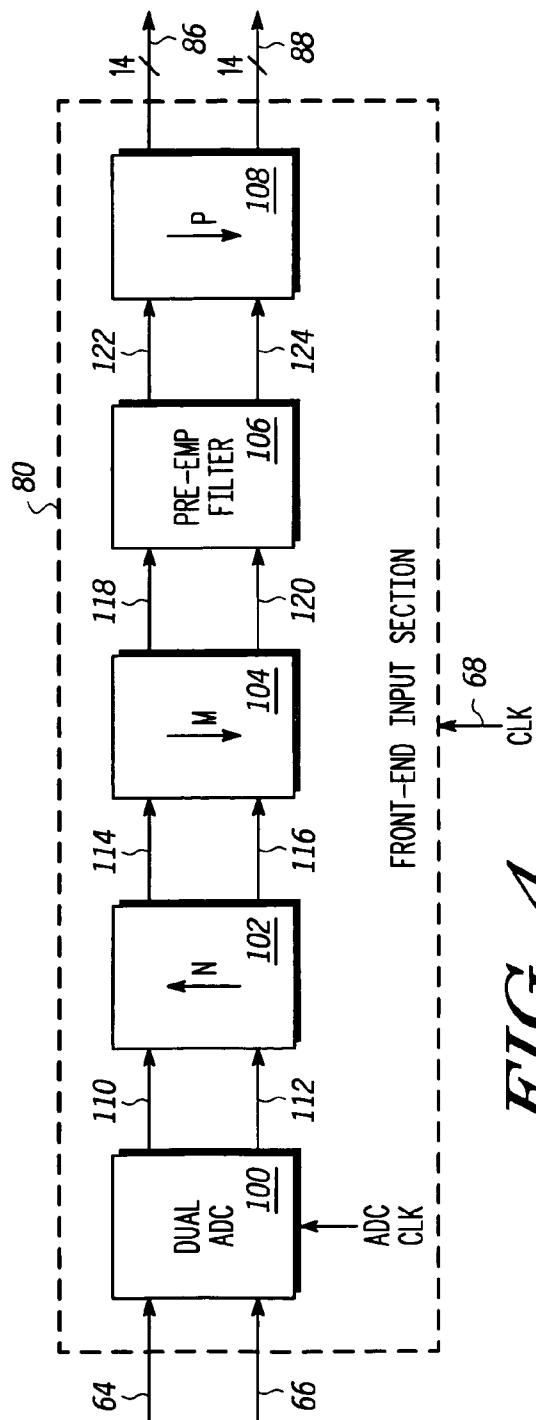 80
64
66
DUAL
ADC
100
ADC
CLK
110
112
N
102
114
116
M
104
118
120
PRE-EMP
FILTER
106
122
124
P
108
14
86
14
88
FRONT-END INPUT SECTION
68
CLK
FIG. 4